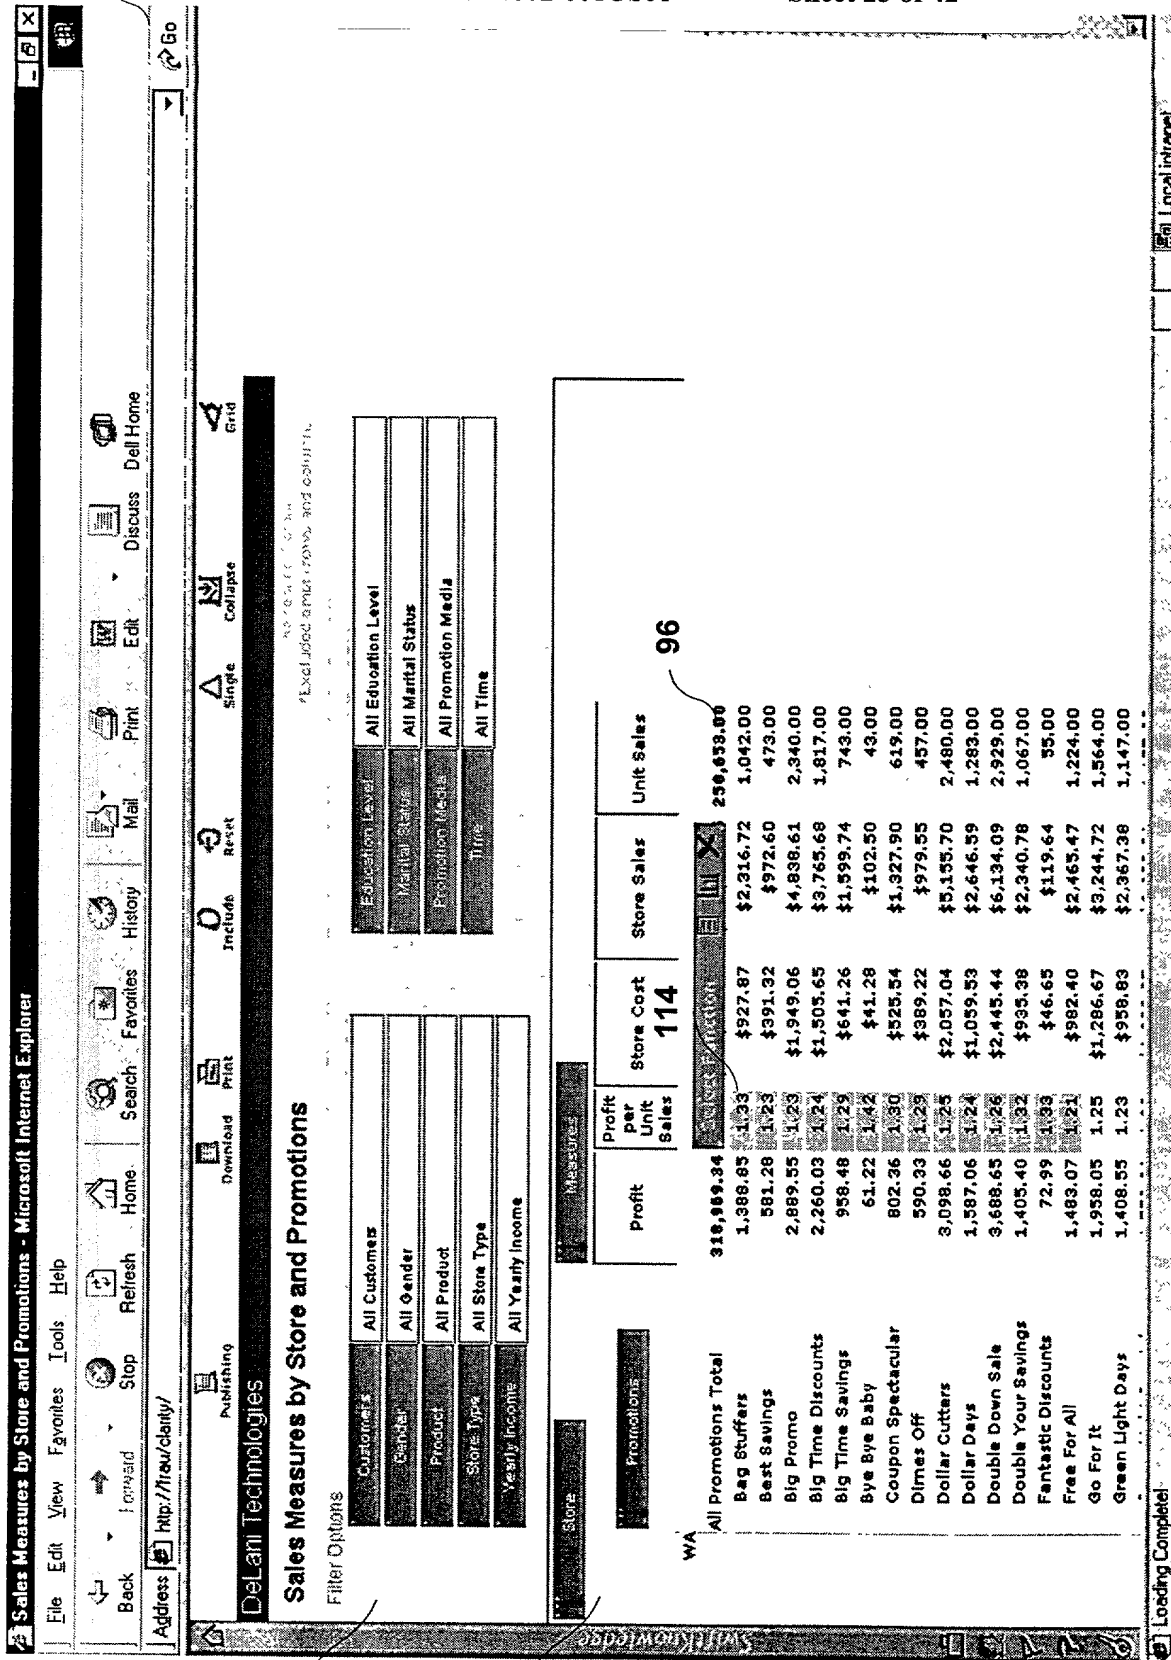 Sales Measures by Store and Promotions - Microsoft Internet Explorer
File Edit View Favorites Tools Help
Back Forward Stop Refresh Home Search Favorites History Mail Print Edit Discuss Dell Home
Address http://frau/clarity/ Go
Publishing Download Print Include Reset Single Collapse Grid
DeLani Technologies
Sales Measures by Store and Promotions
*Excluded empty rows and columns.
Filter Options
Customers All Customers Education Level All Education Level
Gender All Gender Marital Status All Marital Status
Product All Product Promotion Media All Promotion Media
Store Type All Store Type Time All Time
Yearly Income All Yearly Income
SwiftKnowledge
Store Measures
Promotions Profit Profit per Unit Sales Store Cost Store Sales Unit Sales
114
96
WA
All Promotions Total Select Function
Bag Stuffers 1,388.85 1.33 $927.87 $2,316.72 1,042.00
Best Savings 581.28 1.23 $391.32 $972.60 473.00
Big Promo 2,889.55 1.23 $1,949.06 $4,838.61 2,340.00
Big Time Discounts 2,260.03 1.24 $1,505.65 $3,765.68 1,817.00
Big Time Savings 958.48 1.29 $641.26 $1,599.74 743.00
Bye Bye Baby 61.22 1.42 $41.28 $102.50 43.00
Coupon Spectacular 802.36 1.30 $525.54 $1,327.90 619.00
Dimes Off 590.33 1.29 $389.22 $979.55 457.00
Dollar Cutters 3,098.66 1.25 $2,057.04 $5,155.70 2,480.00
Dollar Days 1,587.06 1.24 $1,059.53 $2,646.59 1,283.00
Double Down Sale 3,688.65 1.26 $2,445.44 $6,134.09 2,929.00
Double Your Savings 1,405.40 1.32 $935.38 $2,340.78 1,067.00
Fantastic Discounts 72.99 1.33 $46.65 $119.64 55.00
Free For All 1,483.07 1.21 $982.40 $2,465.47 1,224.00
Go For It 1,958.05 1.25 $1,286.67 $3,244.72 1,564.00
Green Light Days 1,408.55 1.23 $958.83 $2,367.38 1,147.00
Loading Complete! Local intranet